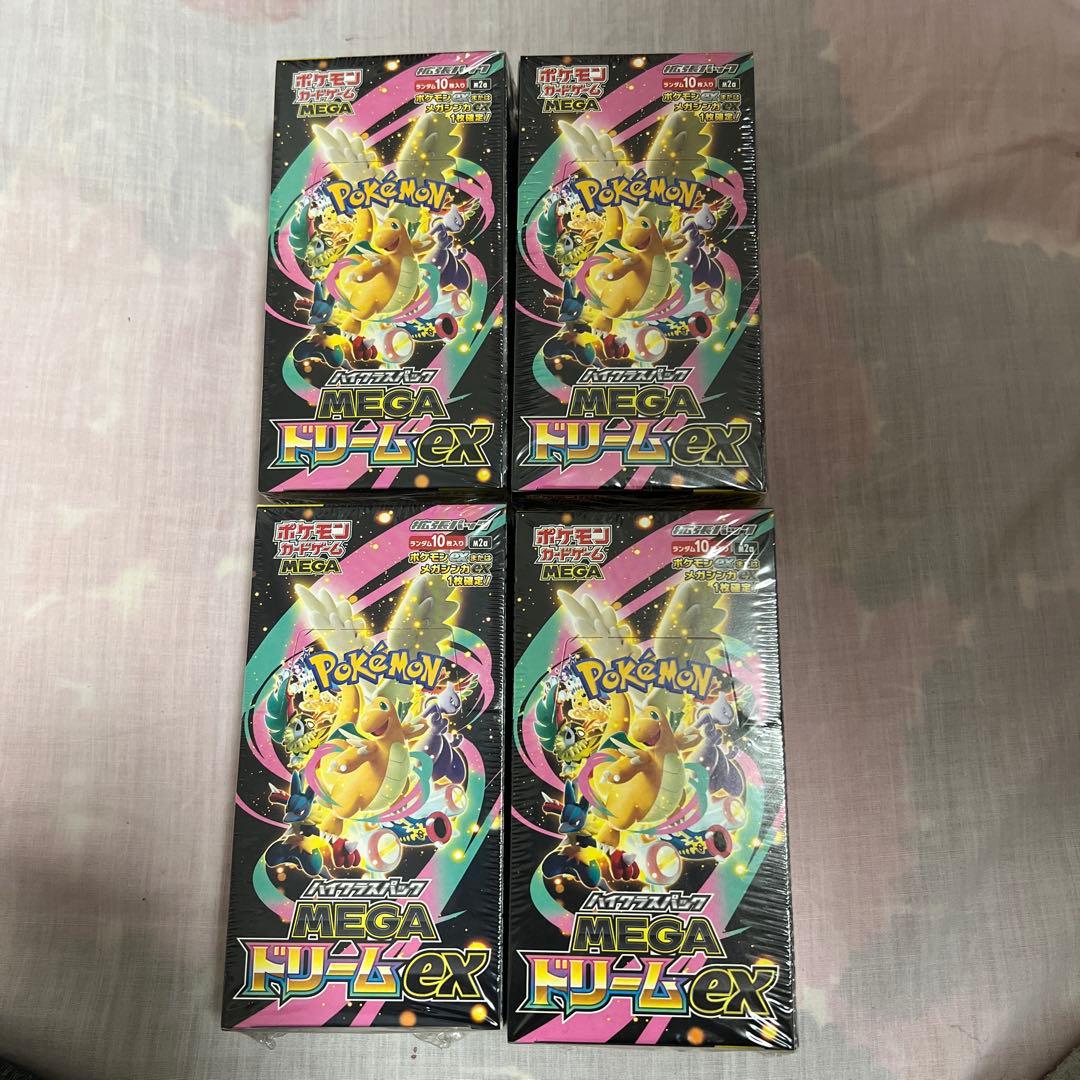 ポケモン
カードゲーム
MEGA
拡張パック
ランダム10枚入り M2a
ポケモンexまたは
メガシンカex
1枚確定!
POKéMON
ハイクラスパック
MEGA
ドリームex
ポケモン
カードゲーム
MEGA
拡張パック
ランダム10枚入り M2a
ポケモンexまたは
メガシンカex
1枚確定!
POKéMON
ハイクラスパック
MEGA
ドリームex
ポケモン
カードゲーム
MEGA
拡張パック
ランダム10枚入り M2a
ポケモンexまたは
メガシンカex
1枚確定!
POKéMON
ハイクラスパック
MEGA
ドリームex
ポケモン
カードゲーム
MEGA
拡張パック
ランダム10 入り M2a
ポケモンexまたは
メガシンカex
1枚確定
POKéMON
ハイクラスパック
MEGA
ドリームex